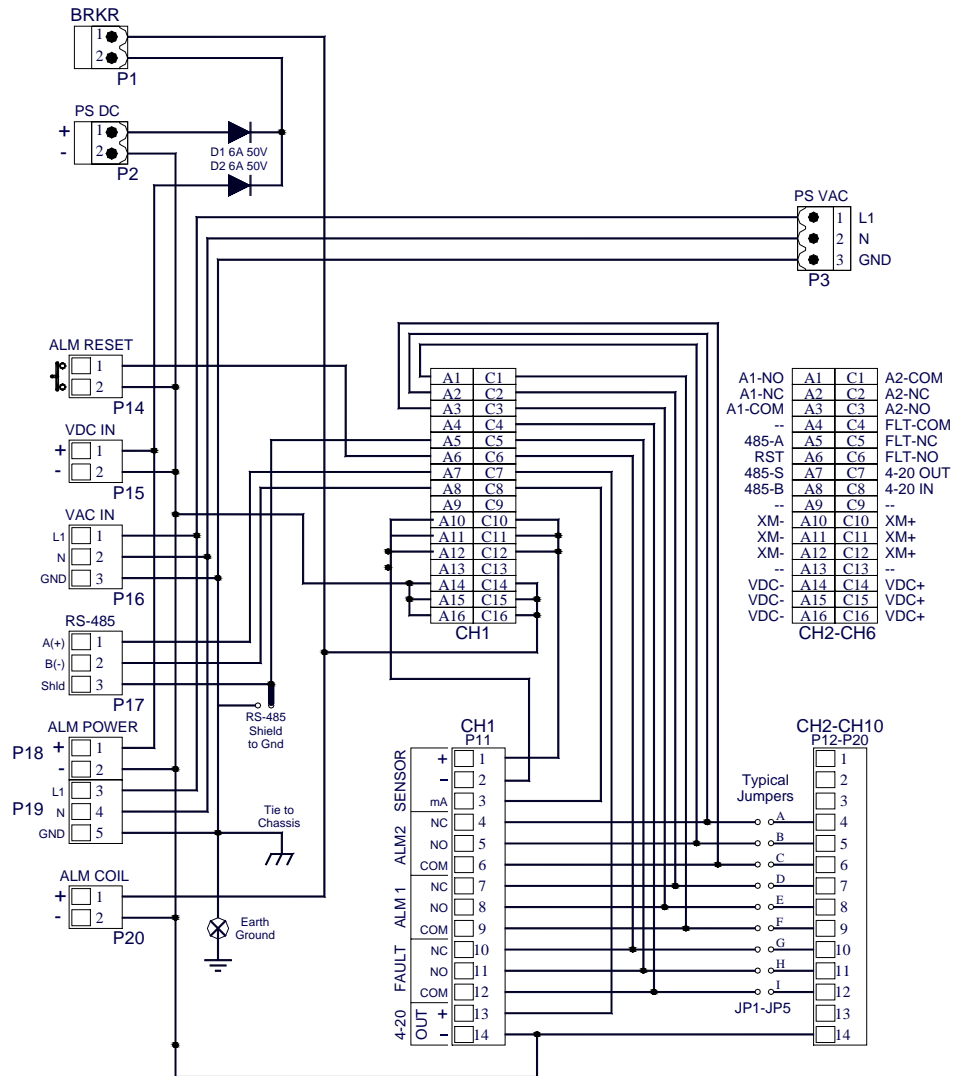 BRKR
1
2
P1
PS DC
+ 1
- 2
P2
D1 6A 50V
D2 6A 50V
PS VAC
1 L1
2 N
3 GND
P3
ALM RESET
1
2
P14
VDC IN
+ 1
- 2
P15
VAC IN
L1 1
N 2
GND 3
P16
RS-485
A(+) 1
B(-) 2
Shld 3
P17
RS-485
Shield
to Gnd
ALM POWER
P18 + 1
- 2
P19 L1 3
N 4
GND 5
Tie to
Chassis
ALM COIL
+ 1
- 2
P20
Earth
Ground
A1 C1
A2 C2
A3 C3
A4 C4
A5 C5
A6 C6
A7 C7
A8 C8
A9 C9
A10 C10
A11 C11
A12 C12
A13 C13
A14 C14
A15 C15
A16 C16
CH1
A1-NO A1 C1 A2-COM
A1-NC A2 C2 A2-NC
A1-COM A3 C3 A2-NO
-- A4 C4 FLT-COM
485-A A5 C5 FLT-NC
RST A6 C6 FLT-NO
485-S A7 C7 4-20 OUT
485-B A8 C8 4-20 IN
-- A9 C9 --
XM- A10 C10 XM+
XM- A11 C11 XM+
XM- A12 C12 XM+
-- A13 C13 --
VDC- A14 C14 VDC+
VDC- A15 C15 VDC+
VDC- A16 C16 VDC+
CH2-CH6
CH1
P11
SENSOR
+ 1
- 2
mA 3
ALM2
NC 4
NO 5
COM 6
ALM 1
NC 7
NO 8
COM 9
FAULT
NC 10
NO 11
COM 12
4-20
OUT
+ 13
- 14
Typical
Jumpers
A
B
C
D
E
F
G
H
I
JP1-JP5
CH2-CH10
P12-P20
1
2
3
4
5
6
7
8
9
10
11
12
13
14